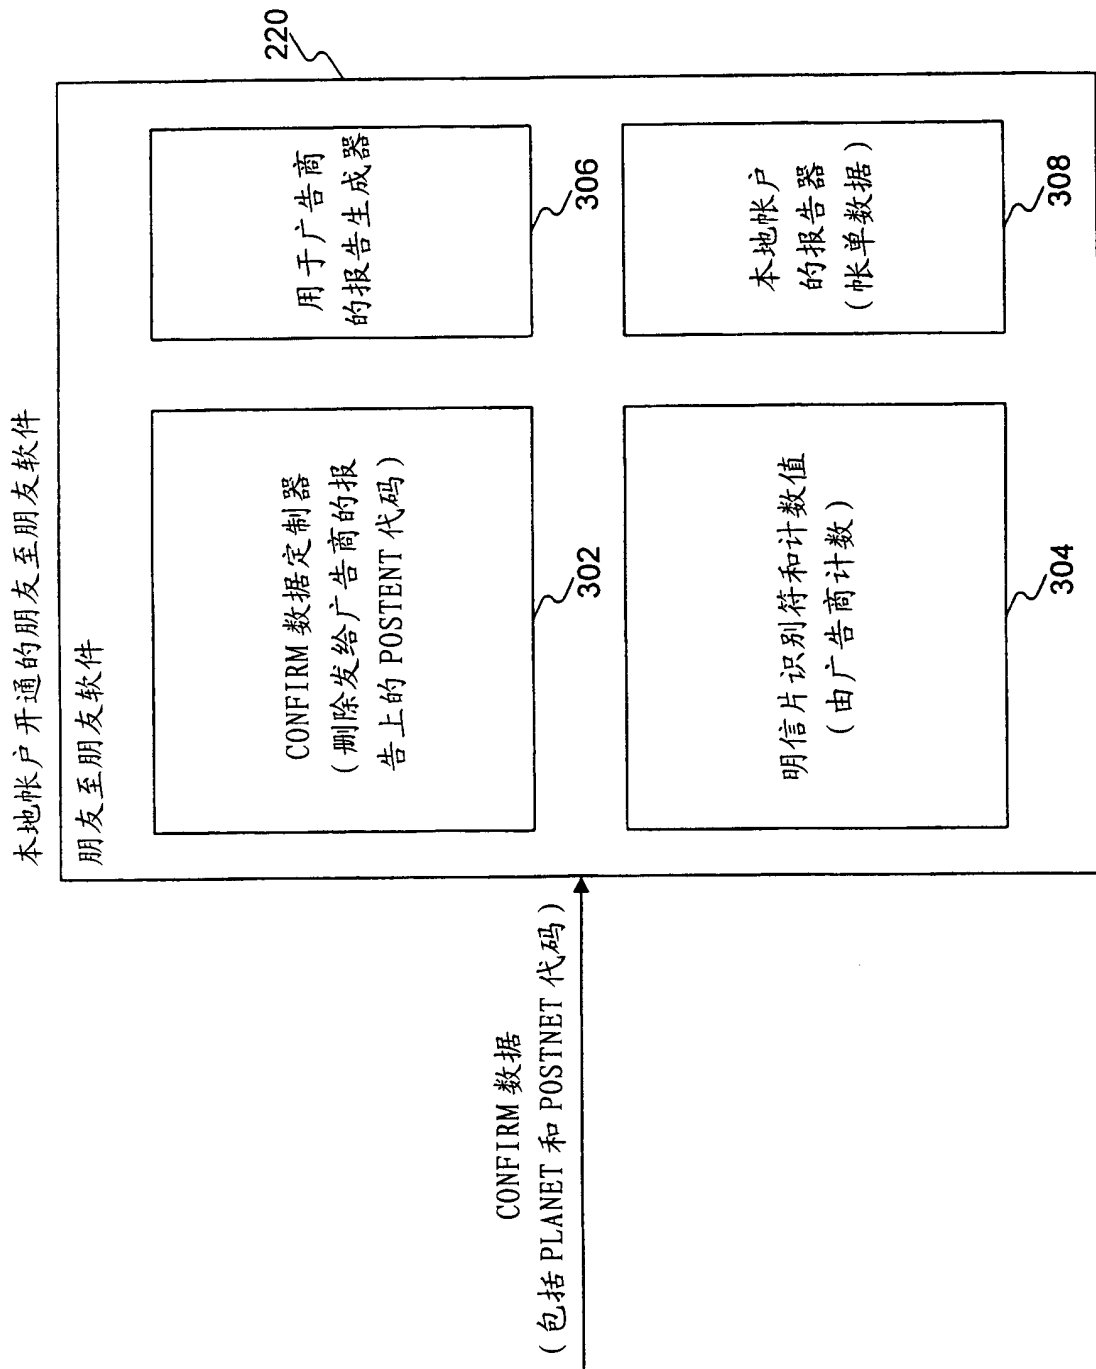 本地帐户开通的朋友至朋友软件
朋友至朋友软件
220
CONFIRM 数据
(包括 PLANET 和 POSTNET 代码)
CONFIRM 数据定制器
(删除发给广告商的报
告上的 POSTENT 代码)
302
用于广告商
的报告生成器
306
明信片识别符和计数值
(由广告商计数)
304
本地帐户
的报告器
(帐单数据)
308